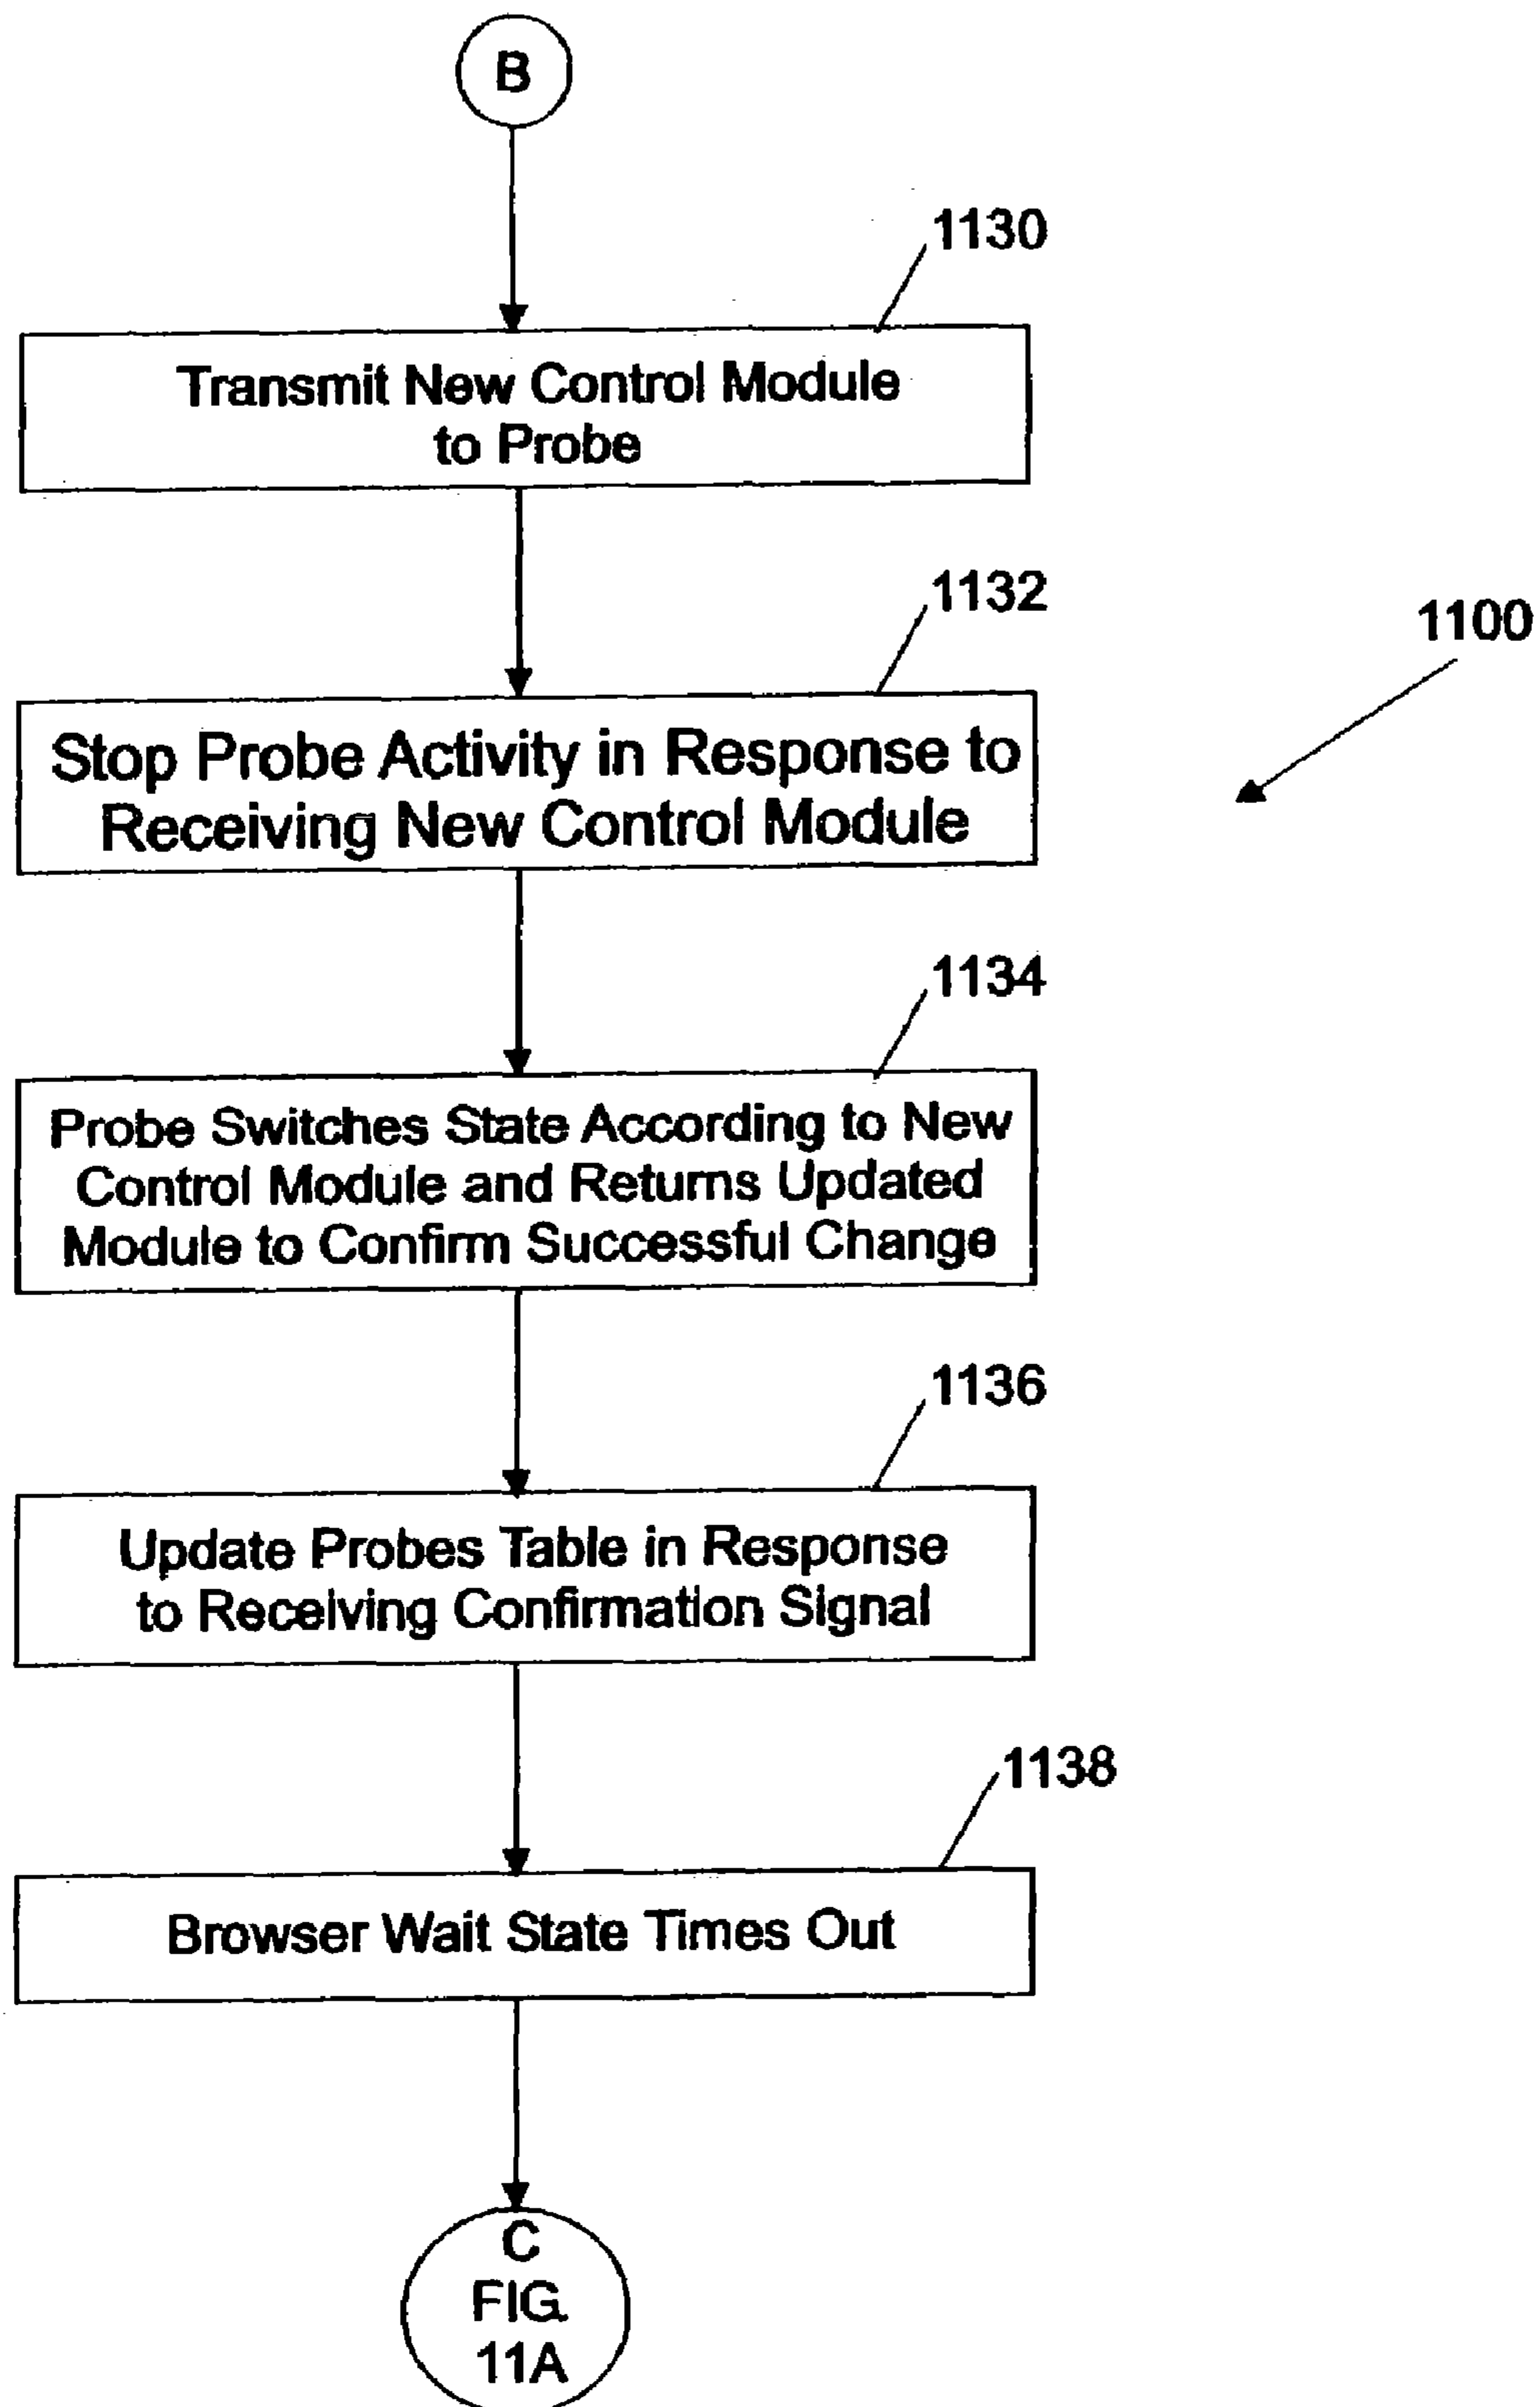 B
1130
Transmit New Control Module
to Probe
1132
1100
Stop Probe Activity in Response to
Receiving New Control Module
1134
Probe Switches State According to New
Control Module and Returns Updated
Module to Confirm Successful Change
1136
Update Probes Table in Response
to Receiving Confirmation Signal
1138
Browser Wait State Times Out
C
FIG.
11A